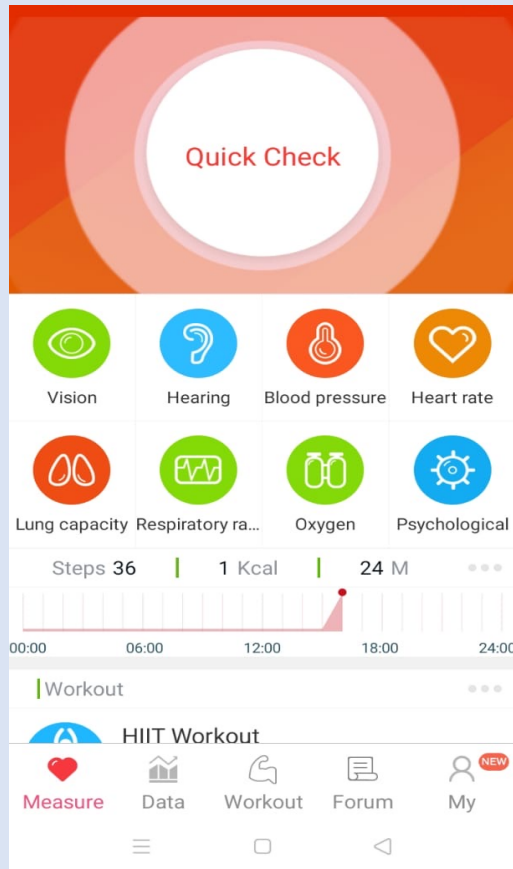 Quick Check
Vision Hearing Blood pressure Heart rate
Lung capacity Respiratory ra... Oxygen Psychological
Steps 36 1 Kcal 24 M
00:00 06:00 12:00 18:00 24:00
Workout
HIIT Workout
NEW
Measure Data Workout Forum My